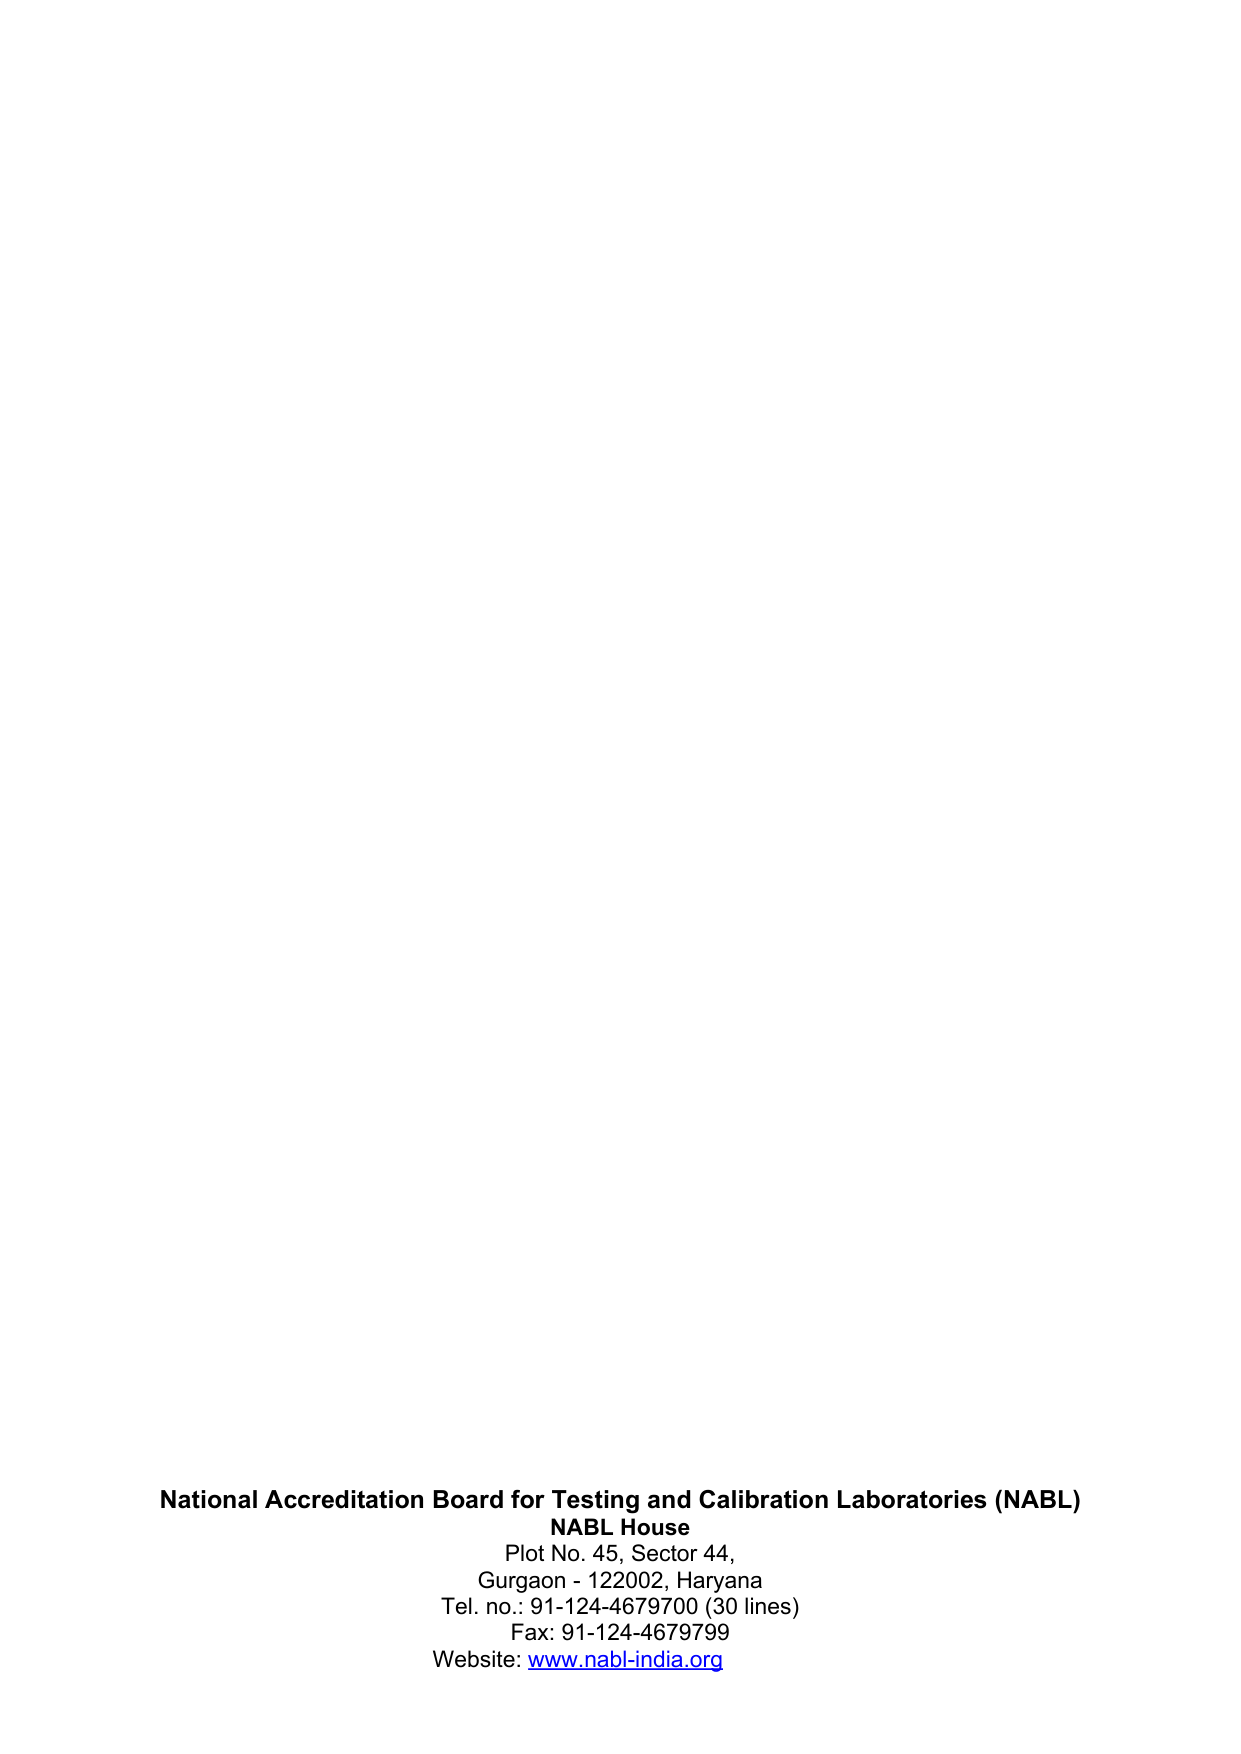 National Accreditation Board for Testing and Calibration Laboratories (NABL)
NABL House
Plot No. 45, Sector 44,
Gurgaon - 122002, Haryana
Tel. no.: 91-124-4679700 (30 lines)
Fax: 91-124-4679799
Website: www.nabl-india.org